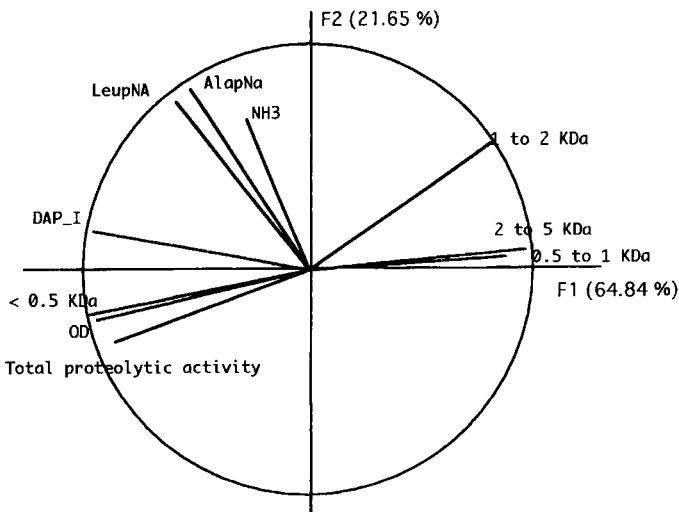 F2 (21.65 %)
LeupNA
AlapNa
NH3
1 to 2 KDa
DAP_I
2 to 5 KDa
0.5 to 1 KDa
F1 (64.84 %)
< 0.5 KDa
OD
Total proteolytic activity